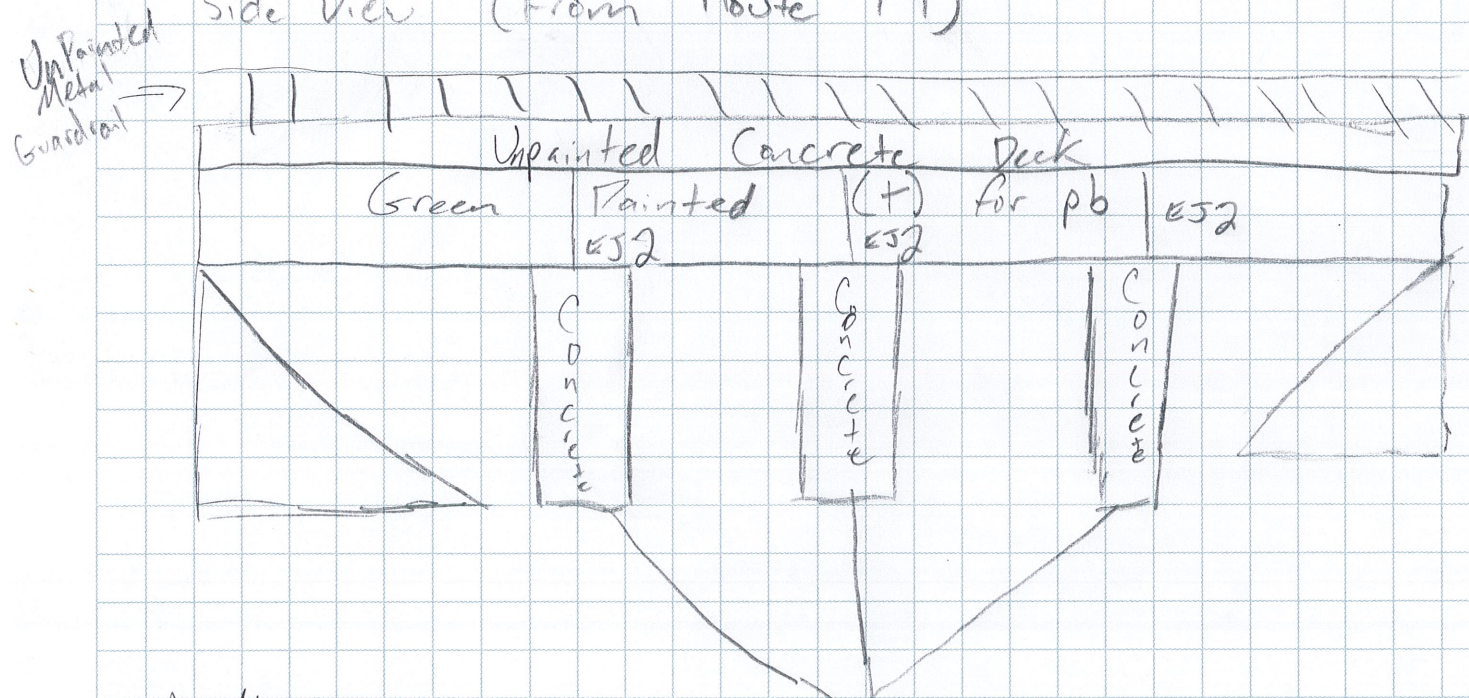 Side View (From Route
UnPainted
Metal
Guardrail
Unpainted Concrete Deck
Green Painted (+) for pb EJ2
EJ2 EJ2
Concrete
Concrete
Concrete